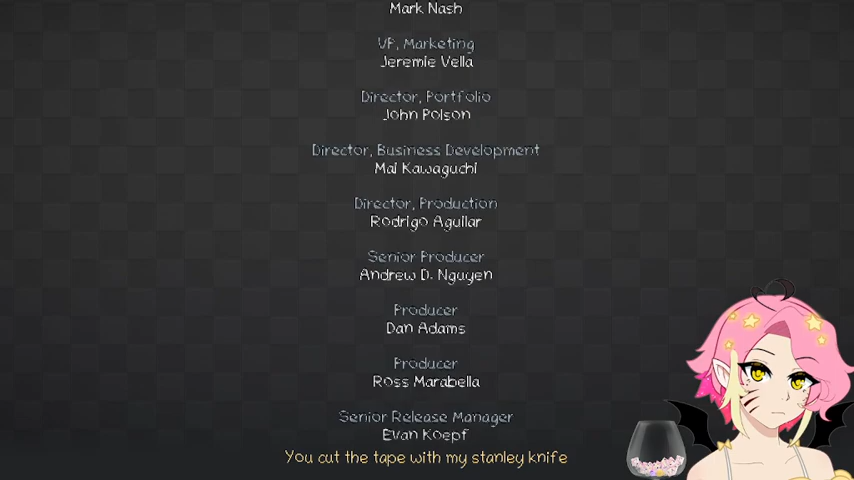 Mark Nash
VP, Marketing
Jeremie Vella
Director, Portfolio
John Polson
Director, Business Development
Mai Kawaguchi
Director, Production
Rodrigo Aguilar
Senior Producer
Andrew D. Nguyen
Producer
Dan Adams
Producer
Ross Marabella
Senior Release Manager
Evan Koepf
You cut the tape with my stanley knife